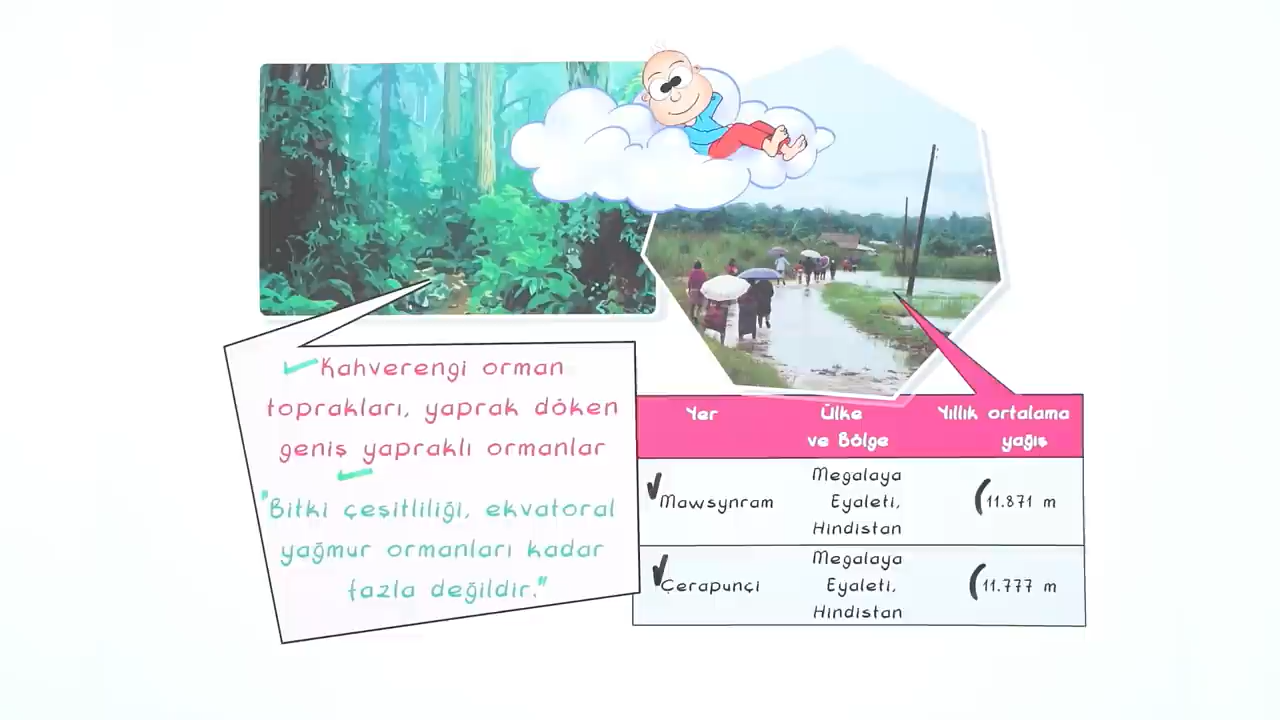 Kahverengi orman
toprakları, yaprak döken
geniş yapraklı ormanlar
"Bitki çeşitliliği, ekvatoral
yağmur ormanları kadar
fazla değildir."
Yer
Ülke
ve Bölge
Yıllık ortalama
yağış
Mawsynram
Megalaya
Eyaleti,
Hindistan
11.871 m
Çerapunçi
Megalaya
Eyaleti,
Hindistan
11.777 m